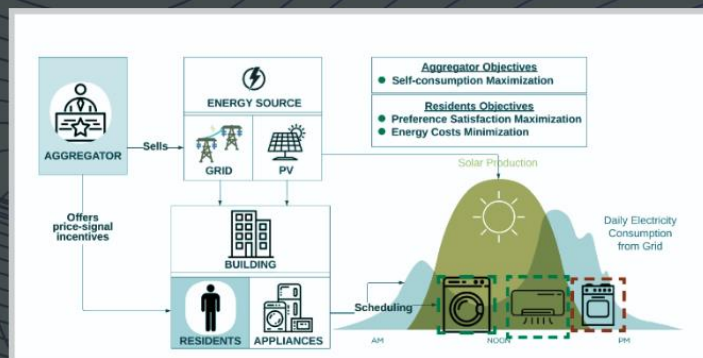 AGGREGATOR
Sells
Offers
price-signal
incentives
ENERGY SOURCE
GRID
PV
BUILDING
RESIDENTS
APPLIANCES
Scheduling
Aggregator Objectives
Self-consumption Maximization
Residents Objectives
Preference Satisfaction Maximization
Energy Costs Minimization
Solar Production
Daily Electricity
Consumption
from Grid
AM
NOON
PM